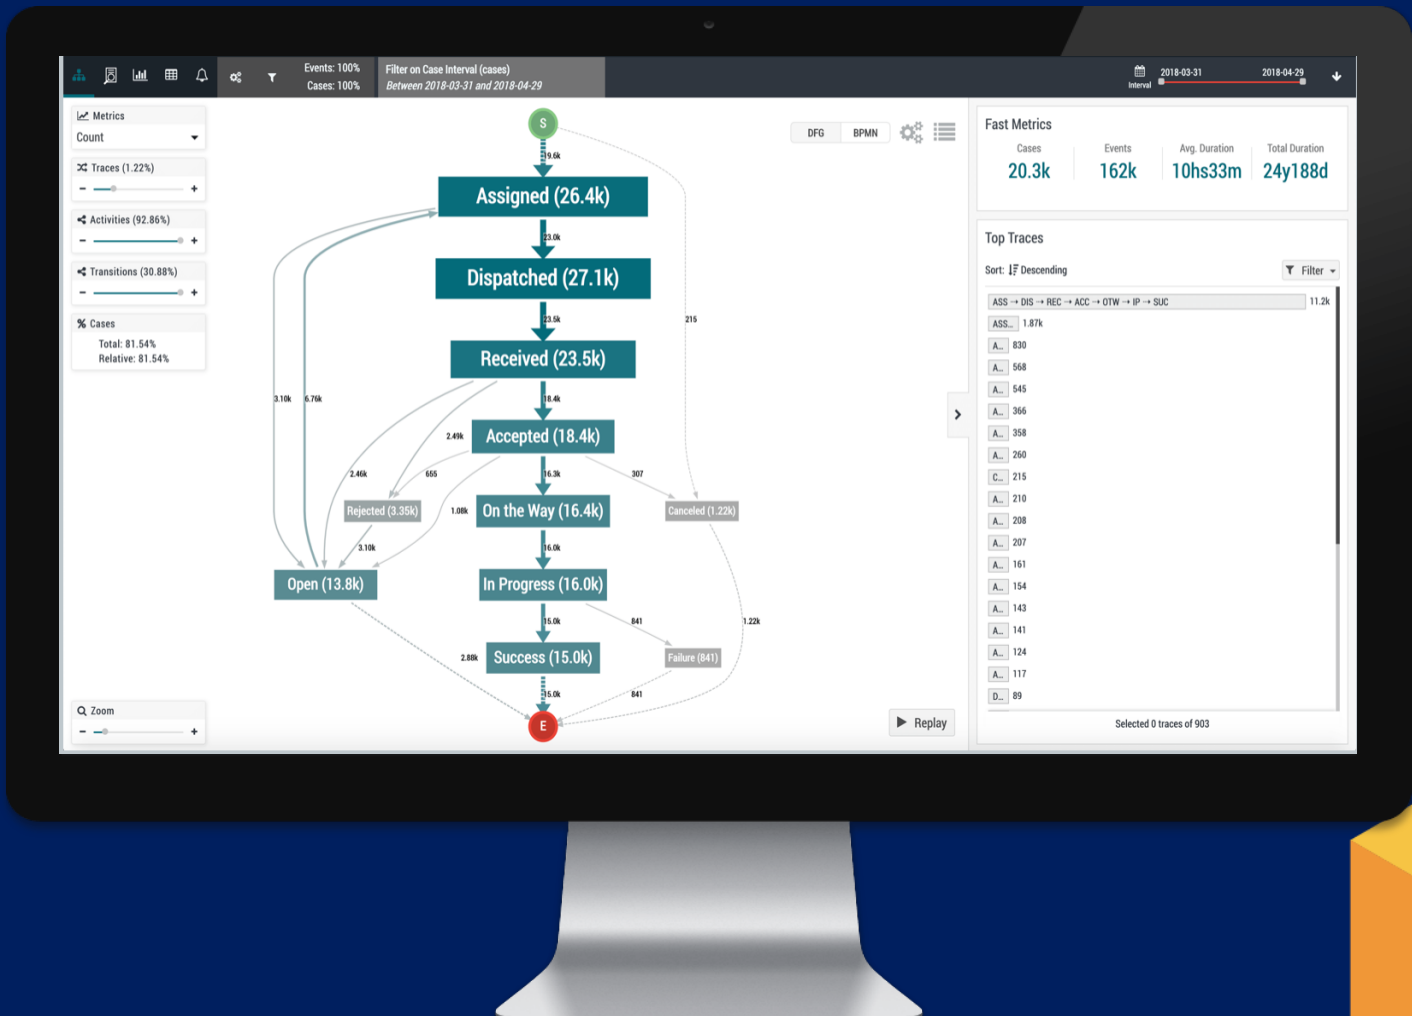 Events: 100%
Cases: 100%
Filter on Case Interval (cases)
Between 2018-03-31 and 2018-04-29
Interval
2018-03-31
2018-04-29
Metrics
Count
Traces (1.22%)
- +
Activities (92.86%)
- +
Transitions (30.88%)
- +
% Cases
Total: 81.54%
Relative: 81.54%
Zoom
- +
DFG
BPMN
S
19.6k
Assigned (26.4k)
23.0k
Dispatched (27.1k)
23.5k
215
Received (23.5k)
3.10k
6.76k
18.4k
2.49k
Accepted (18.4k)
2.46k
655
16.3k
307
Rejected (3.35k)
1.08k
On the Way (16.4k)
Canceled (1.22k)
3.10k
16.0k
Open (13.8k)
In Progress (16.0k)
15.0k
841
1.22k
2.88k
Success (15.0k)
Failure (841)
15.0k
841
E
Replay
Fast Metrics
Cases
20.3k
Events
162k
Avg. Duration
10hs33m
Total Duration
24y188d
Top Traces
Sort: Descending
Filter
ASS → DIS → REC → ACC → OTW → IP → SUC 11.2k
ASS... 1.87k
A... 830
A... 568
A... 545
A... 366
A... 358
A... 260
C... 215
A... 210
A... 208
A... 207
A... 161
A... 154
A... 143
A... 141
A... 124
A... 117
D... 89
Selected 0 traces of 903